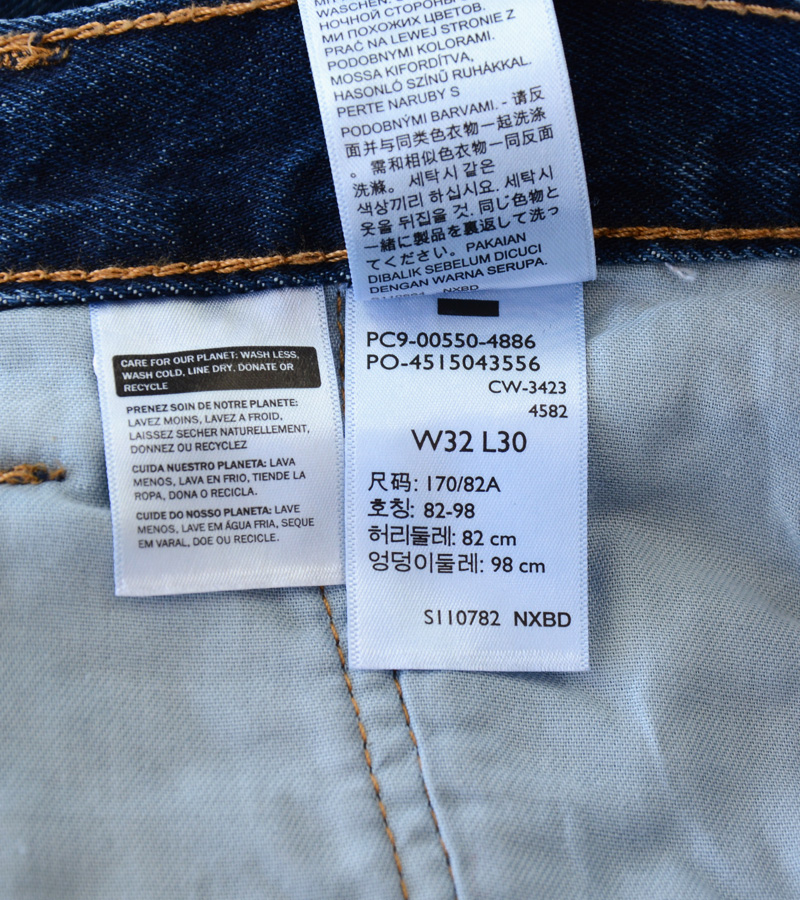 WASCHEN.
НОЧНОЙ СТОРОНЫ
МИ ПОХОЖИХ ЦВЕТОВ.
PRAĆ NA LEWEJ STRONIE Z
PODOBNYMI KOLORAMI.
MOSSA KIFORDÍTVA,
HASONLÓ SZÍNŰ RUHÁKKAL.
PERTE NARUBY S
PODOBNÝMI BARVAMI. - 请反
面并与同类色衣物一起洗涤
。需和相似色衣物一同反面
洗滌。 세탁시 같은
색상끼리 하십시요. 세탁시
옷을 뒤집을 것. 同じ色物と
一緒に製品を裏返して洗っ
てください。 PAKAIAN
DIBALIK SEBELUM DICUCI
DENGAN WARNA SERUPA.
NXBD
CARE FOR OUR PLANET: WASH LESS,
WASH COLD, LINE DRY, DONATE OR
RECYCLE
PRENEZ SOIN DE NOTRE PLANETE:
LAVEZ MOINS, LAVEZ A FROID,
LAISSEZ SECHER NATURELLEMENT,
DONNEZ OU RECYCLEZ
CUIDA NUESTRO PLANETA: LAVA
MENOS, LAVA EN FRIO, TIENDE LA
ROPA, DONA O RECICLA.
CUIDE DO NOSSO PLANETA: LAVE
MENOS, LAVE EM ÁGUA FRIA, SEQUE
EM VARAL, DOE OU RECICLE.
PC9-00550-4886
PO-4515043556
CW-3423
4582
W32 L30
尺码: 170/82A
호칭: 82-98
허리둘레: 82 cm
엉덩이둘레: 98 cm
S110782 NXBD